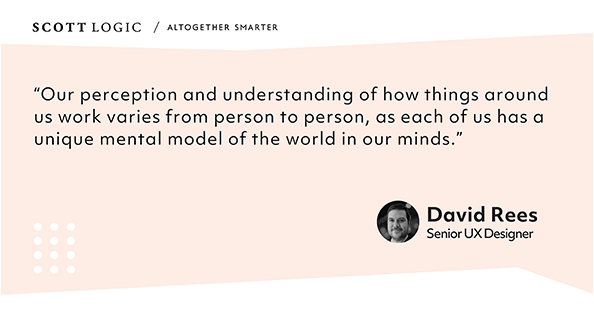 SCOTT LOGIC / ALTOGETHER SMARTER
“Our perception and understanding of how things around
us work varies from person to person, as each of us has a
unique mental model of the world in our minds.”
David Rees
Senior UX Designer